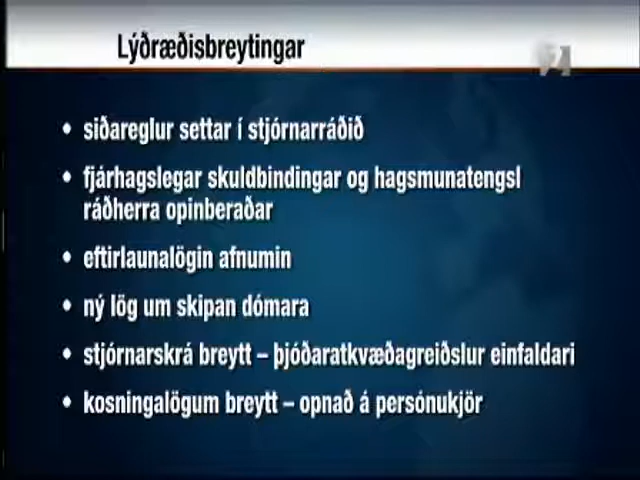 Lýðræðisbreytingar
2
• siðareglur settar í stjórnarráðið
• fjárhagslegar skuldbindingar og hagsmunatengsl
ráðherra opinberaðar
• eftirlaunalögin afnumin
• ný lög um skipan dómara
• stjórnarskrá breytt – þjóðaratkvæðagreiðslur einfaldari
• kosningalögum breytt – opnað á persónukjör